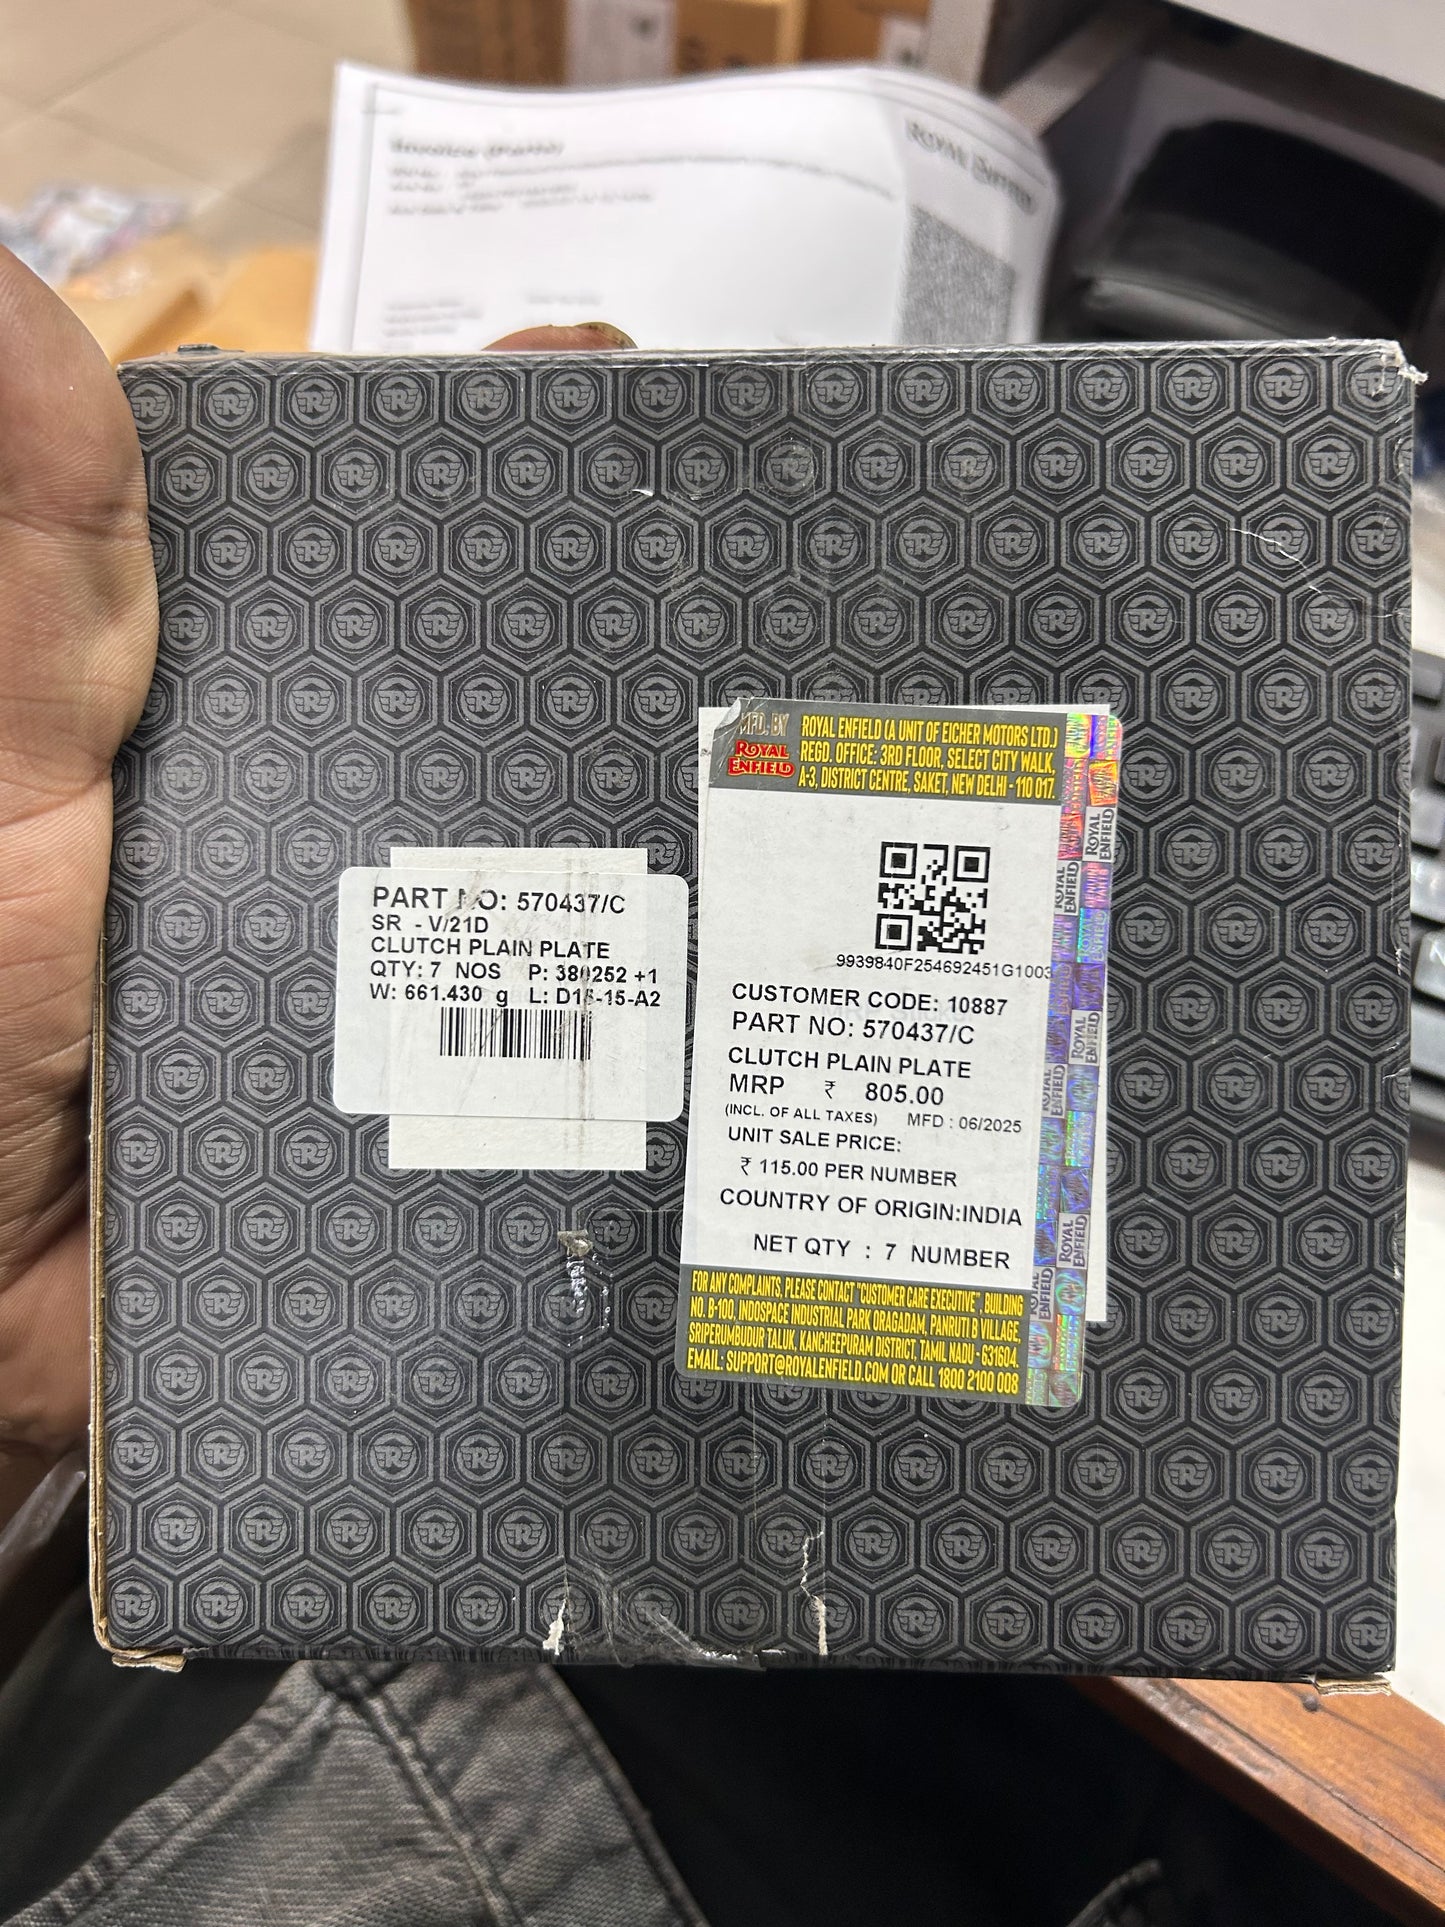 Invoice (Parts)
ROYAL ENFIELD
PART NO: 570437/C
SR - V/21D
CLUTCH PLAIN PLATE
QTY: 7 NOS P: 380252 +1
W: 661.430 g L: D15-15-A2
MFD. BY
ROYAL
ENFIELD
ROYAL ENFIELD (A UNIT OF EICHER MOTORS LTD.)
REGD. OFFICE: 3RD FLOOR, SELECT CITY WALK,
A-3, DISTRICT CENTRE, SAKET, NEW DELHI - 110 017.
9939840F254692451G1003
CUSTOMER CODE: 10887
PART NO: 570437/C
CLUTCH PLAIN PLATE
MRP ₹ 805.00
(INCL. OF ALL TAXES) MFD : 06/2025
UNIT SALE PRICE:
₹ 115.00 PER NUMBER
COUNTRY OF ORIGIN:INDIA
NET QTY : 7 NUMBER
FOR ANY COMPLAINTS, PLEASE CONTACT "CUSTOMER CARE EXECUTIVE", BUILDING
NO. B-100, INDOSPACE INDUSTRIAL PARK ORAGADAM, PANRUTI B VILLAGE,
SRIPERUMBUDUR TALUK, KANCHEEPURAM DISTRICT, TAMIL NADU - 631604.
EMAIL: SUPPORT@ROYALENFIELD.COM OR CALL 1800 2100 008
ROYAL
ENFIELD